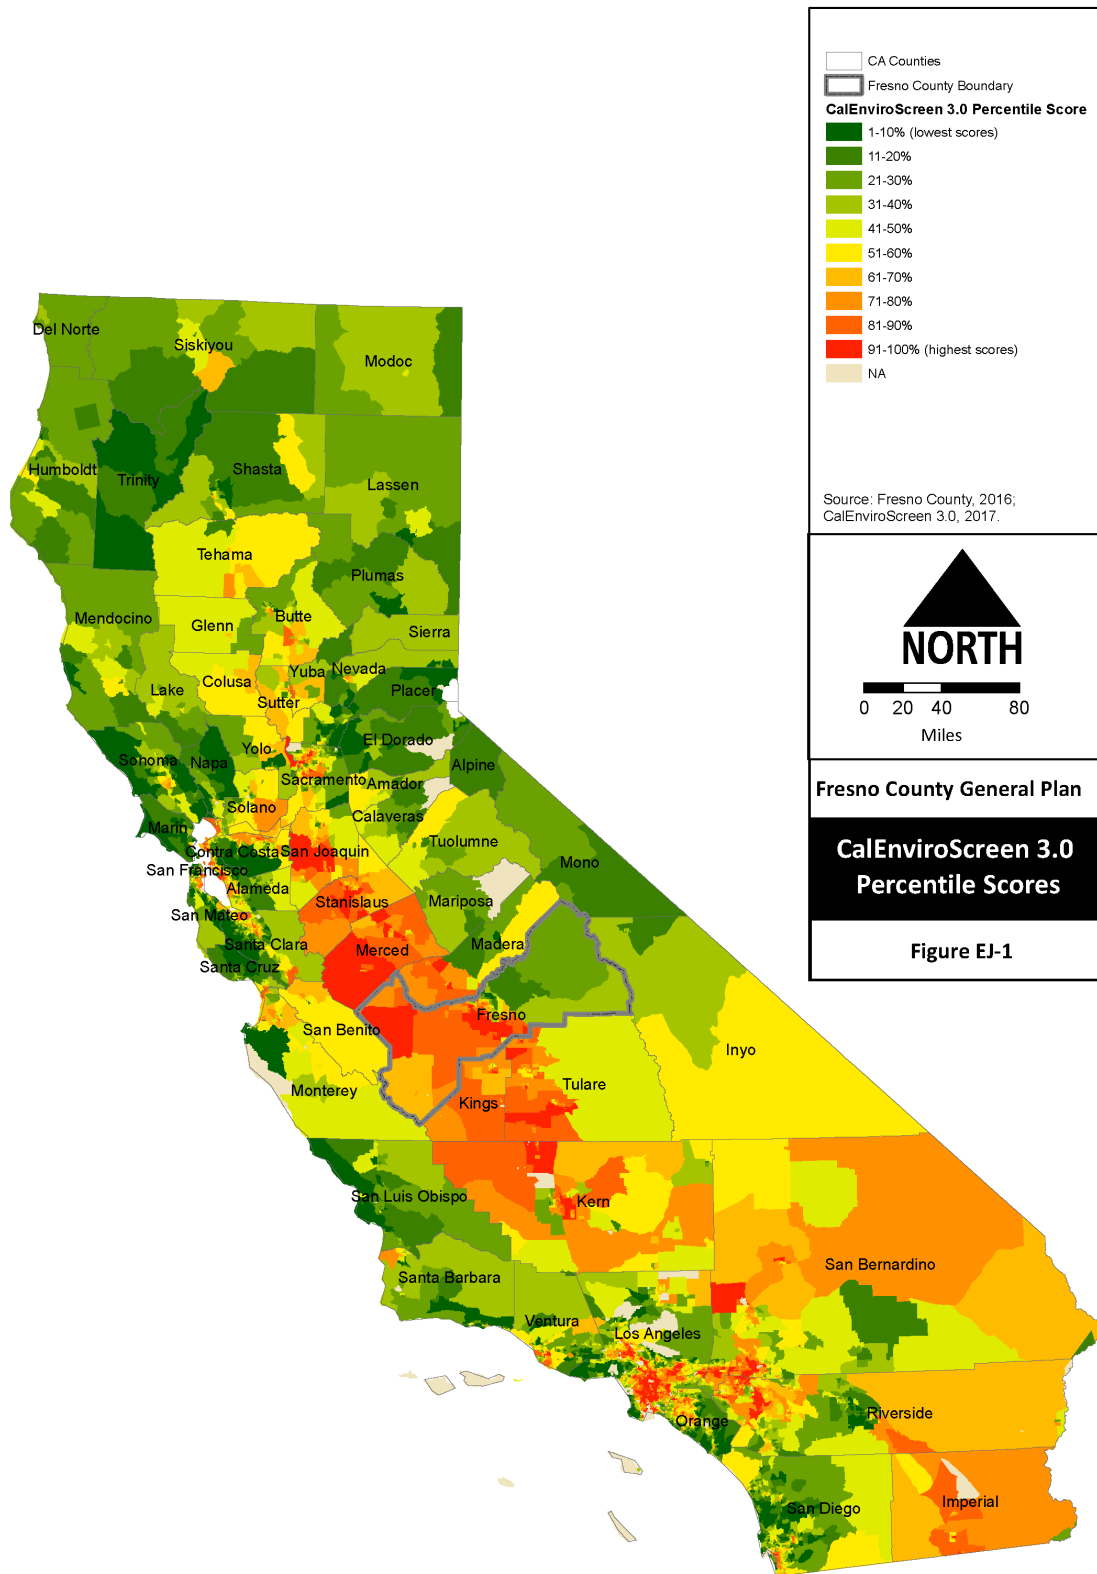 CA Counties
Fresno County Boundary
CalEnviroScreen 3.0 Percentile Score
1-10% (lowest scores)
11-20%
21-30%
31-40%
41-50%
51-60%
61-70%
71-80%
81-90%
91-100% (highest scores)
NA
Source: Fresno County, 2016;
CalEnviroScreen 3.0, 2017.
NORTH
0 20 40 80
Miles
Fresno County General Plan
CalEnviroScreen 3.0
Percentile Scores
Figure EJ-1
Del Norte
Siskiyou
Modoc
Humboldt
Trinity
Shasta
Lassen
Tehama
Plumas
Mendocino
Glenn
Butte
Sierra
Lake
Colusa
Yuba
Nevada
Sutter
Placer
Sonoma
Napa
Yolo
El Dorado
Sacramento
Amador
Alpine
Marin
Solano
Calaveras
Contra Costa
San Joaquin
Tuolumne
Mono
San Francisco
Alameda
Stanislaus
Mariposa
San Mateo
Santa Clara
Merced
Madera
Santa Cruz
San Benito
Fresno
Inyo
Monterey
Kings
Tulare
San Luis Obispo
Kern
San Bernardino
Santa Barbara
Ventura
Los Angeles
Orange
Riverside
San Diego
Imperial